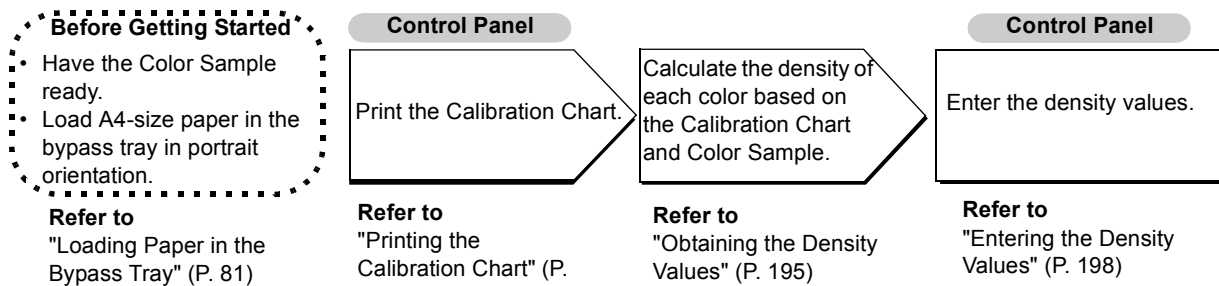 Before Getting Started
• Have the Color Sample
ready.
• Load A4-size paper in the
bypass tray in portrait
orientation.
Refer to
"Loading Paper in the
Bypass Tray" (P. 81)
Control Panel
Print the Calibration Chart.
Refer to
"Printing the
Calibration Chart" (P.
Calculate the density of
each color based on
the Calibration Chart
and Color Sample.
Refer to
"Obtaining the Density
Values" (P. 195)
Control Panel
Enter the density values.
Refer to
"Entering the Density
Values" (P. 198)